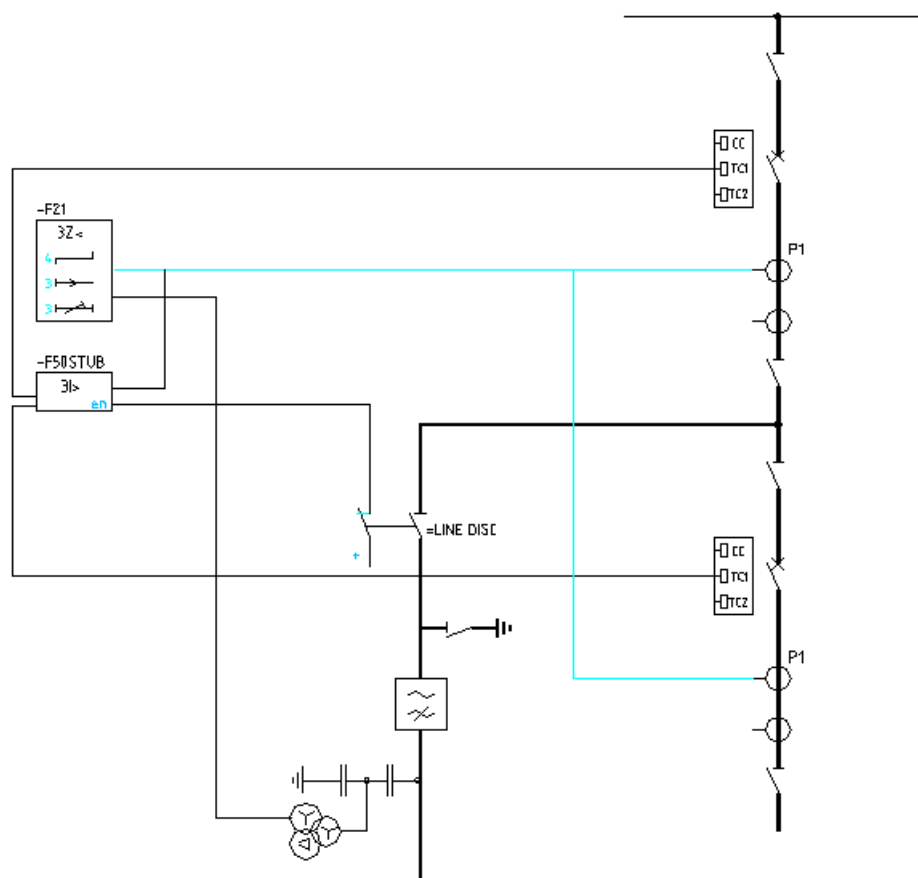 CC
TC1
TC2
-F21
3Z<
4
3
3
P1
-F50STUB
3I>
en
=LINE DISC
+
CC
TC1
TC2
P1